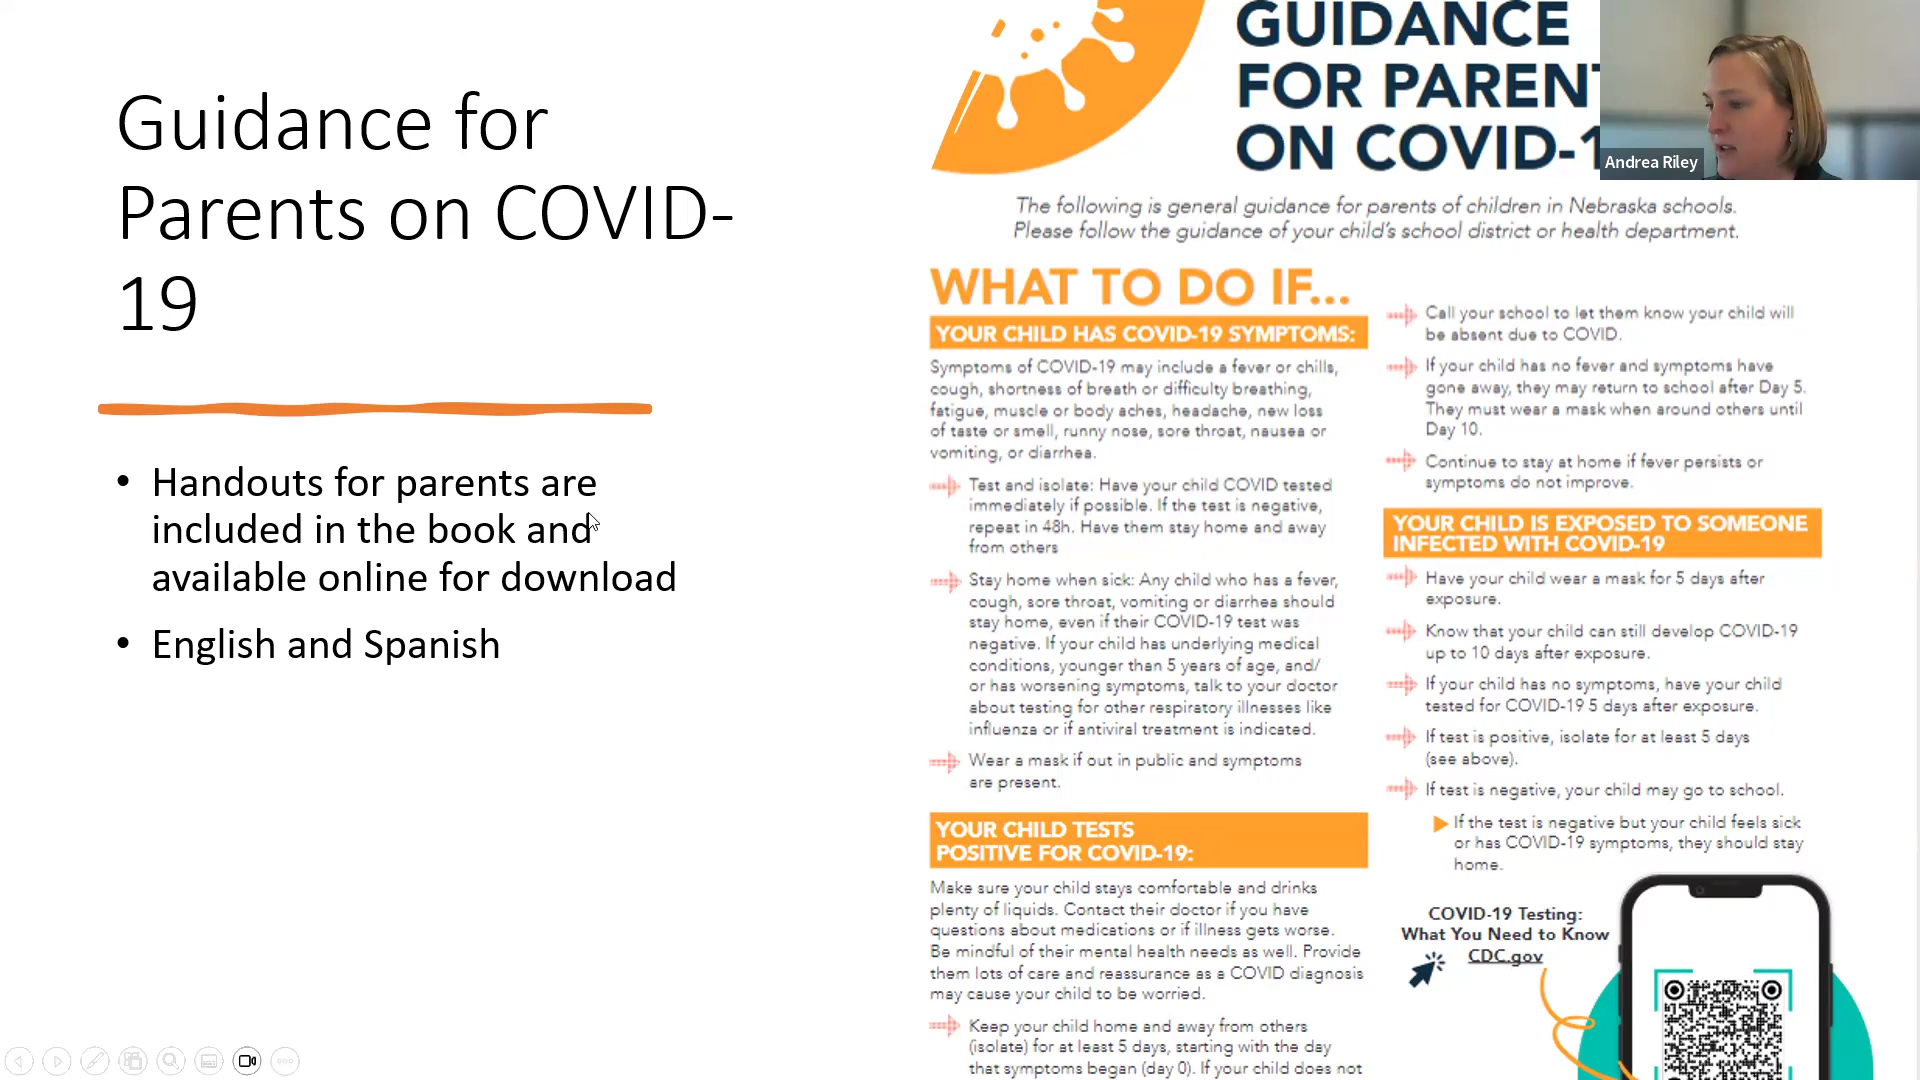 Guidance for
Parents on COVID-
19
• Handouts for parents are
included in the book and
available online for download
• English and Spanish
GUIDANCE
FOR PARENT
ON COVID-1
Andrea Riley
The following is general guidance for parents of children in Nebraska schools.
Please follow the guidance of your child's school district or health department.
WHAT TO DO IF...
YOUR CHILD HAS COVID-19 SYMPTOMS:
Symptoms of COVID-19 may include a fever or chills,
cough, shortness of breath or difficulty breathing,
fatigue, muscle or body aches, headache, new loss
of taste or smell, runny nose, sore throat, nausea or
vomiting, or diarrhea.
Test and isolate: Have your child COVID tested
immediately if possible. If the test is negative,
repeat in 48h. Have them stay home and away
from others
Stay home when sick: Any child who has a fever,
cough, sore throat, vomiting or diarrhea should
stay home, even if their COVID-19 test was
negative. If your child has underlying medical
conditions, younger than 5 years of age, and/
or has worsening symptoms, talk to your doctor
about testing for other respiratory illnesses like
influenza or if antiviral treatment is indicated.
Wear a mask if out in public and symptoms
are present.
YOUR CHILD TESTS
POSITIVE FOR COVID-19:
Make sure your child stays comfortable and drinks
plenty of liquids. Contact their doctor if you have
questions about medications or if illness gets worse.
Be mindful of their mental health needs as well. Provide
them lots of care and reassurance as a COVID diagnosis
may cause your child to be worried.
Keep your child home and away from others
(isolate) for at least 5 days, starting with the day
that symptoms began (day 0). If your child does not
Call your school to let them know your child will
be absent due to COVID.
If your child has no fever and symptoms have
gone away, they may return to school after Day 5.
They must wear a mask when around others until
Day 10.
Continue to stay at home if fever persists or
symptoms do not improve.
YOUR CHILD IS EXPOSED TO SOMEONE
INFECTED WITH COVID-19
Have your child wear a mask for 5 days after
exposure.
Know that your child can still develop COVID-19
up to 10 days after exposure.
If your child has no symptoms, have your child
tested for COVID-19 5 days after exposure.
If test is positive, isolate for at least 5 days
(see above).
If test is negative, your child may go to school.
If the test is negative but your child feels sick
or has COVID-19 symptoms, they should stay
home.
COVID-19 Testing:
What You Need to Know
CDC.gov